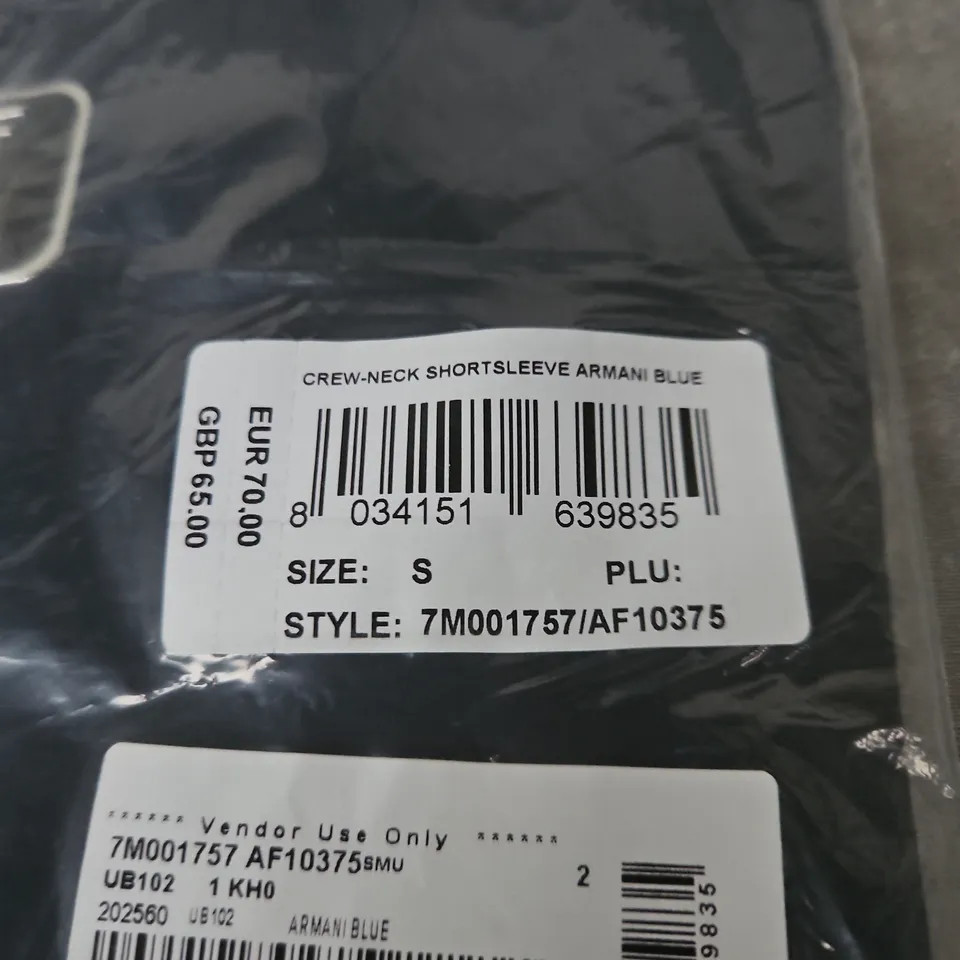 CREW-NECK SHORTSLEEVE ARMANI BLUE
EUR 70,00
GBP 65.00
8 034151 639835
SIZE: S PLU:
STYLE: 7M001757/AF10375
****** Vendor Use Only ******
7M001757 AF10375SMU
UB102 1 KH0 2
202560 UB102 ARMANI BLUE
9835